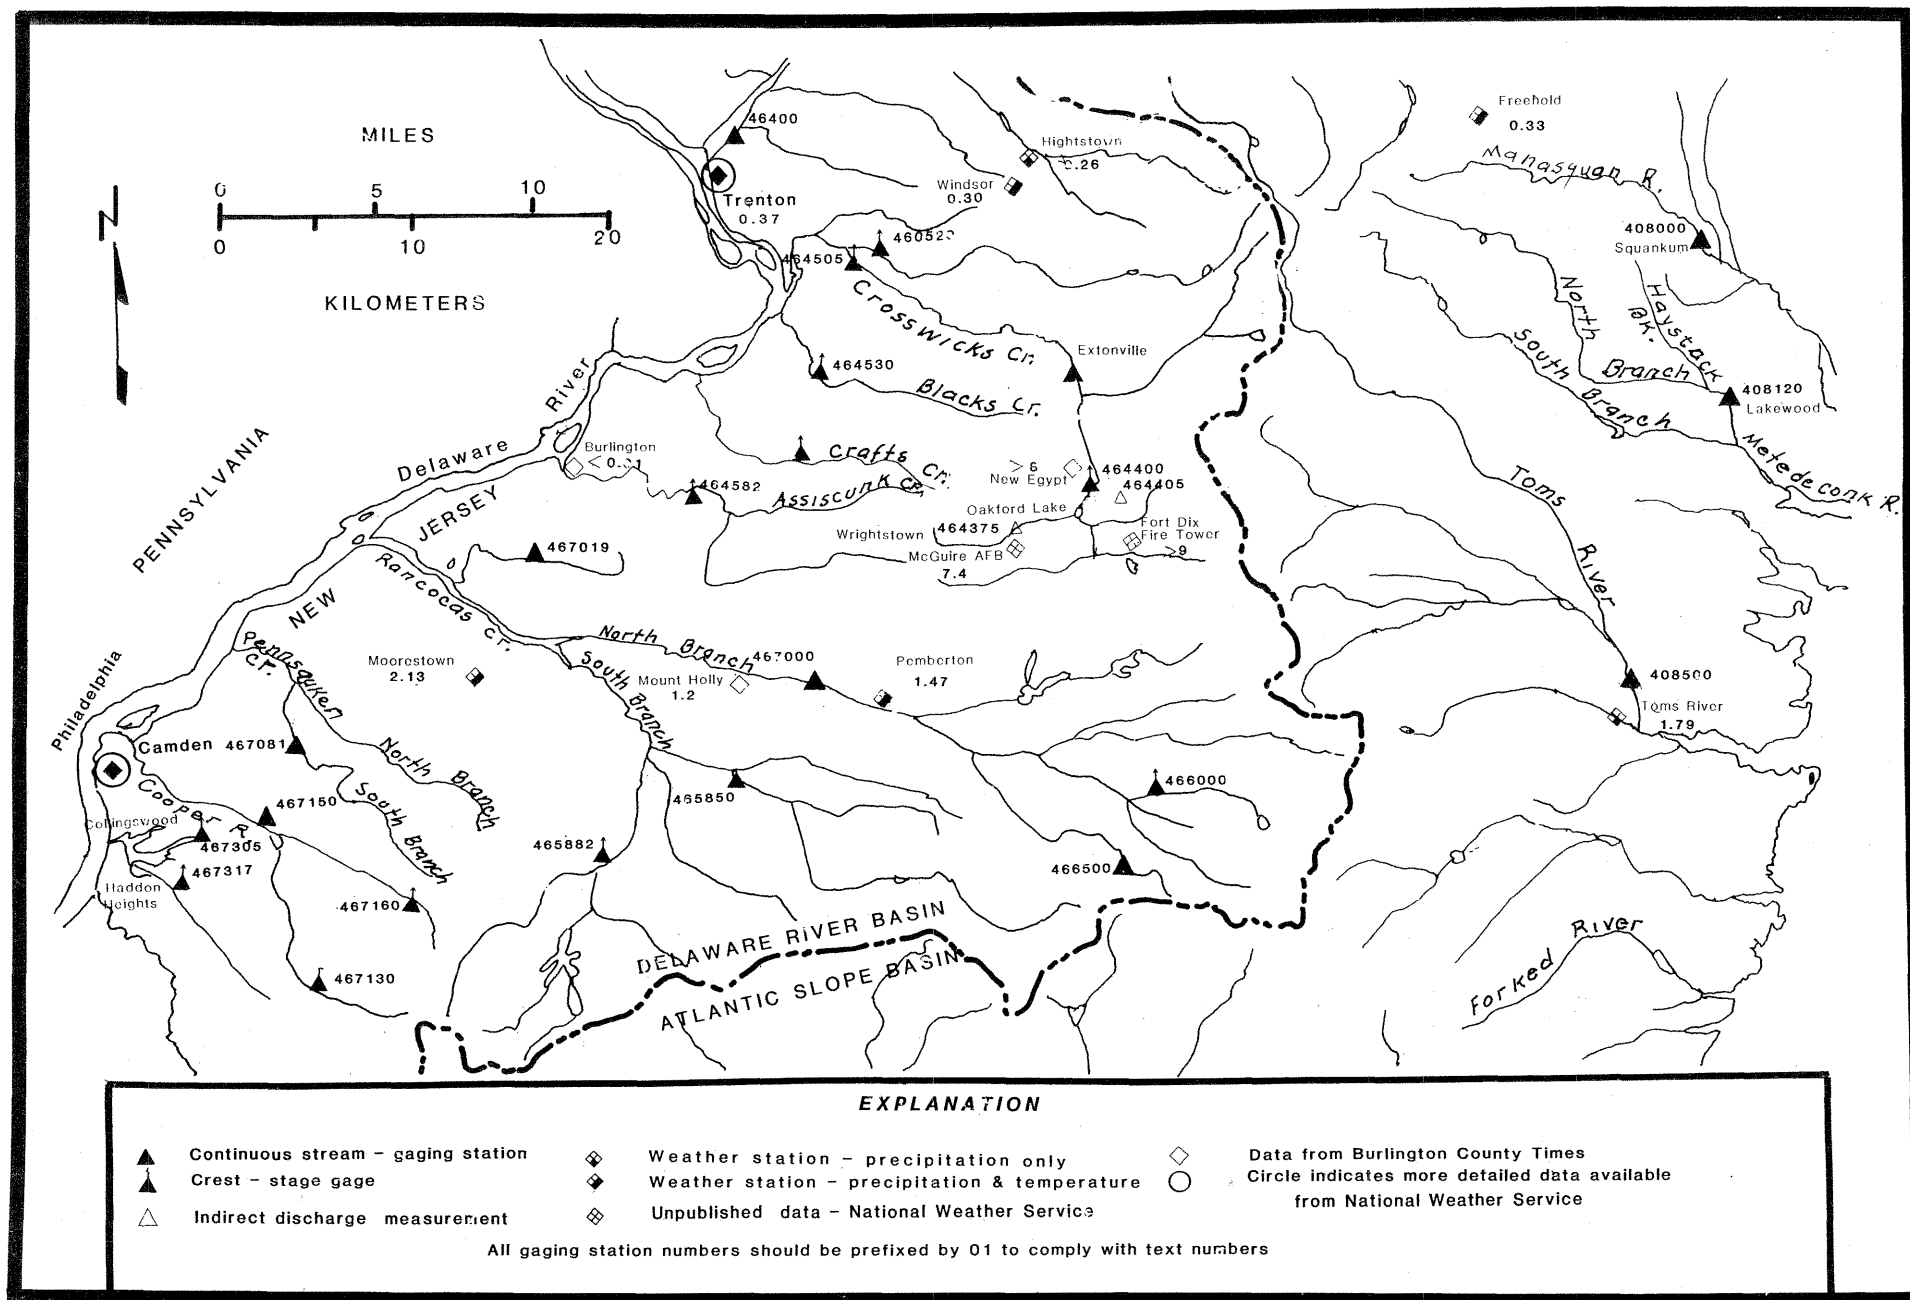 MILES
0 5 10
0 10 20
KILOMETERS
N
46400
Trenton
0.37
Hightstown
.26
Windsor
0.30
Freehold
0.33
Manasquan R.
408000
Squankum
464505
Crosswicks Cr.
Extonville
464530
Blacks Cr.
North
Branch
Haystack
BK.
South
Branch
408120
Lakewood
Metedeconk R.
PENNSYLVANIA
Delaware
River
Burlington
Crafts
Cr.
464582
Assiscunk Cr.
New Egypt
464400
464405
Oakford Lake
Wrightstown
464375
McGuire AFB
7.4
Fort Dix
Fire Tower
>9
Toms
River
NEW
JERSEY
467019
Rancocas Cr.
North Branch
467000
South Branch
Mount Holly
1.2
Pemberton
1.47
Moorestown
2.13
Pennsauken
Cr.
Philadelphia
Camden
467081
North Branch
South Branch
408500
Toms River
1.79
Cooper R.
467150
Collingswood
467305
467317
Haddon
Heights
467160
467130
465850
465882
466000
466500
DELAWARE RIVER BASIN
ATLANTIC SLOPE BASIN
Forked River
EXPLANATION
Continuous stream – gaging station
Crest – stage gage
Indirect discharge measurement
Weather station – precipitation only
Weather station – precipitation & temperature
Unpublished data – National Weather Service
Data from Burlington County Times
Circle indicates more detailed data available
from National Weather Service
All gaging station numbers should be prefixed by 01 to comply with text numbers